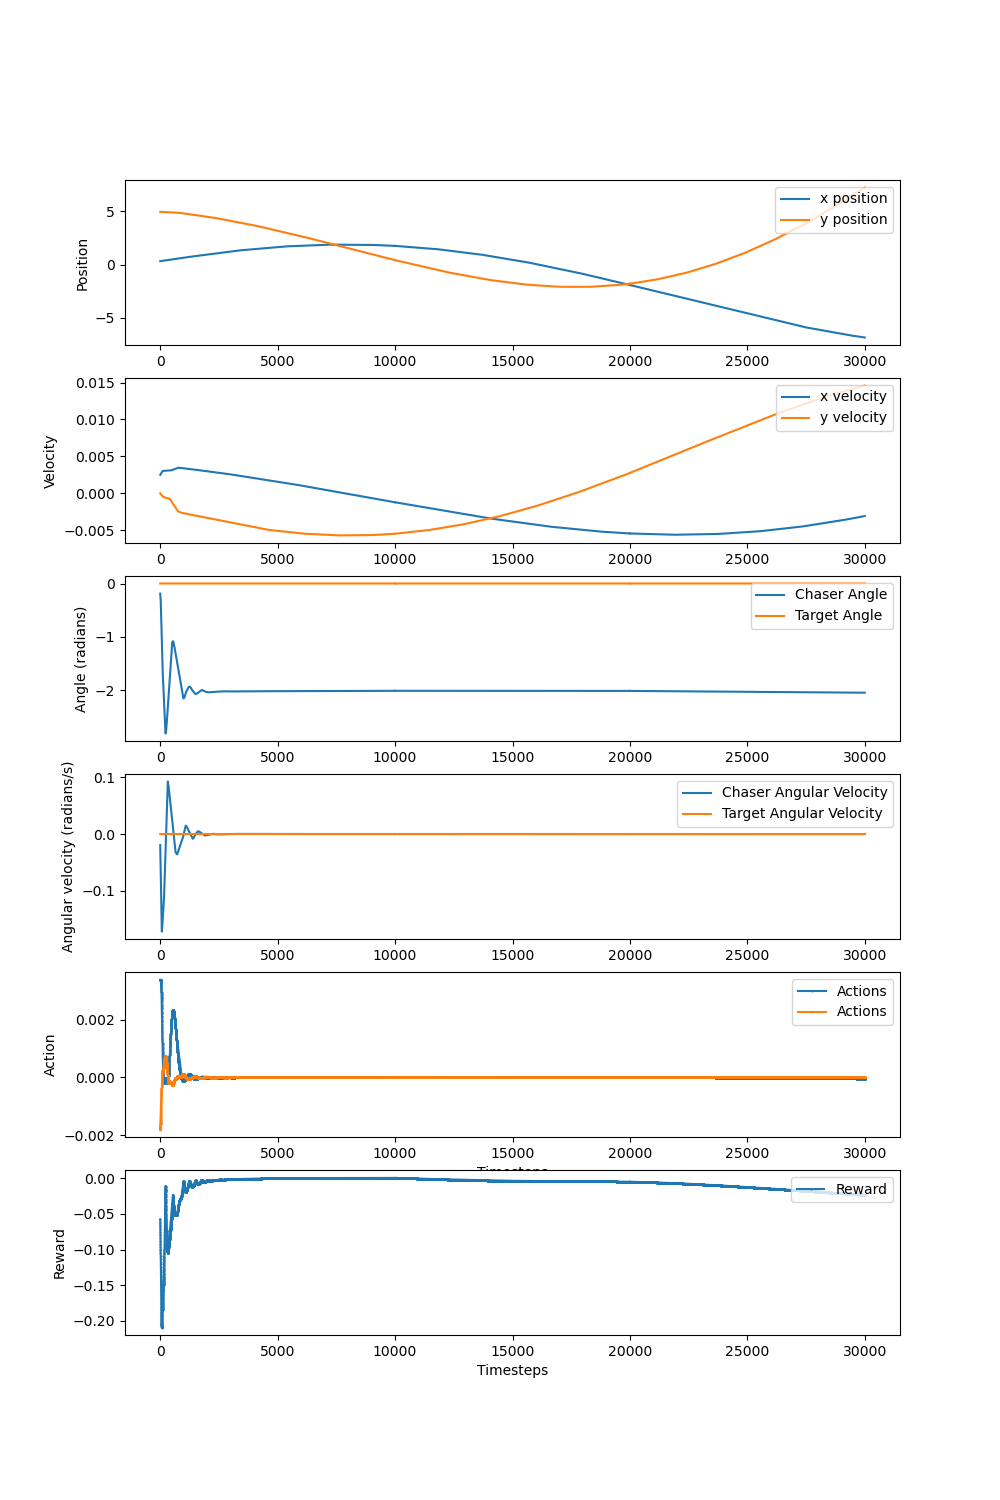 Position
5
0
−5
x position
y position
0 5000 10000 15000 20000 25000 30000
Velocity
0.015
0.010
0.005
0.000
−0.005
x velocity
y velocity
0 5000 10000 15000 20000 25000 30000
Angle (radians)
0
−1
−2
Chaser Angle
Target Angle
0 5000 10000 15000 20000 25000 30000
Angular velocity (radians/s)
0.1
0.0
−0.1
Chaser Angular Velocity
Target Angular Velocity
0 5000 10000 15000 20000 25000 30000
Action
0.002
0.000
−0.002
Actions
Actions
0 5000 10000 15000 20000 25000 30000
Timesteps
Reward
0.00
−0.05
−0.10
−0.15
−0.20
Reward
0 5000 10000 15000 20000 25000 30000
Timesteps